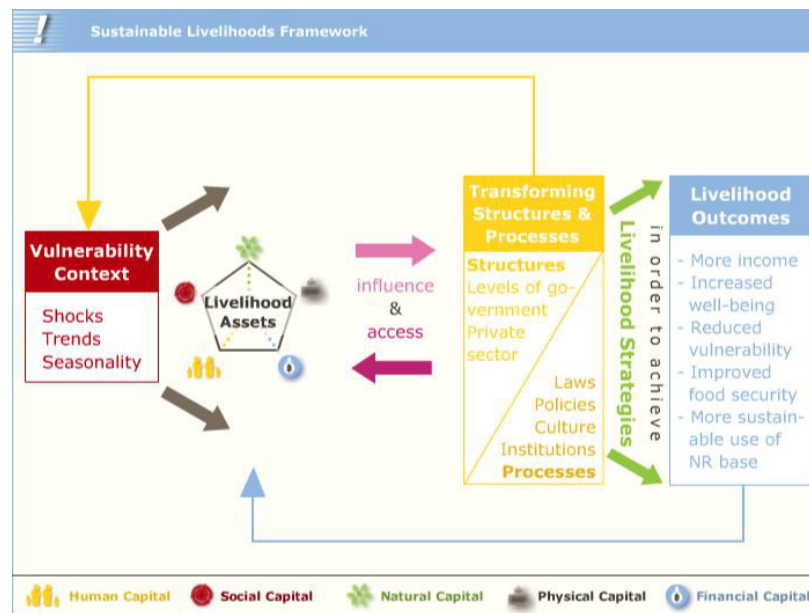 !
Sustainable Livelihoods Framework
Vulnerability
Context
Shocks
Trends
Seasonality
Livelihood
Assets
influence
&
access
Transforming
Structures &
Processes
Structures
Levels of go-
vernment
Private
sector
Laws
Policies
Culture
Institutions
Processes
Livelihood Strategies
in order to achieve
Livelihood
Outcomes
- More income
- Increased
well-being
- Reduced
vulnerability
- Improved
food security
- More sustain-
able use of
NR base
Human Capital
Social Capital
Natural Capital
Physical Capital
Financial Capital